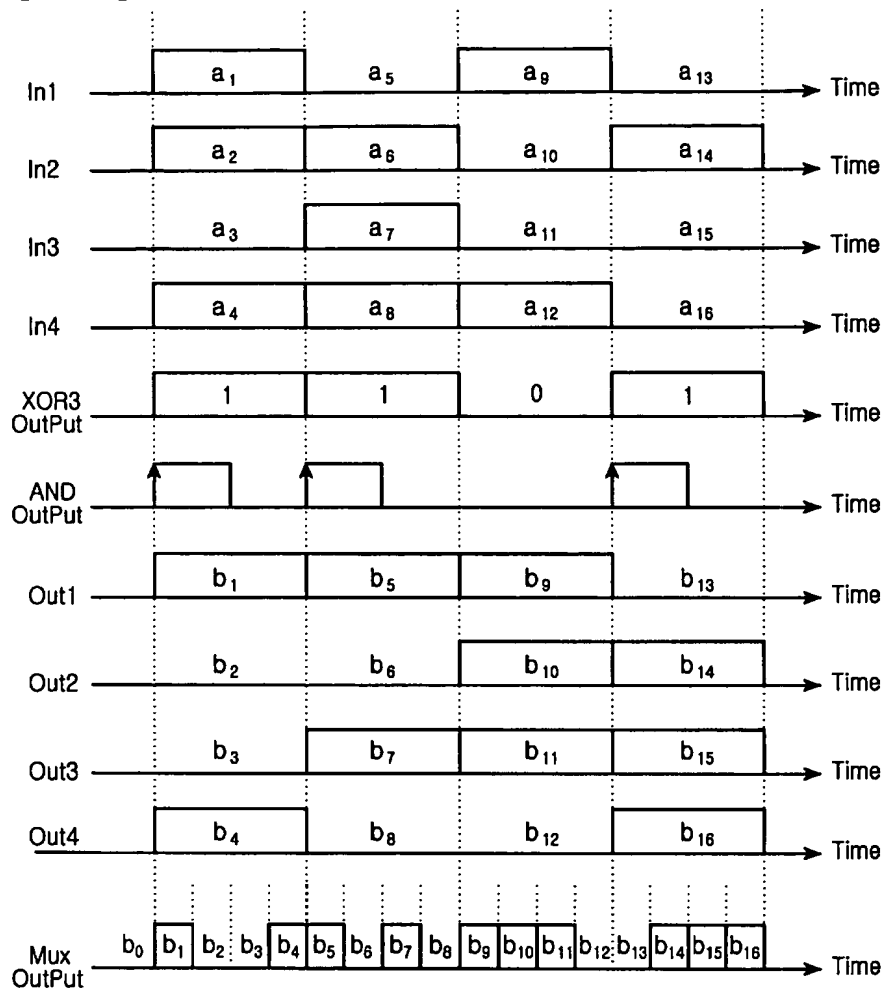 In1 a₁ a₅ a₉ a₁₃ Time
In2 a₂ a₆ a₁₀ a₁₄ Time
In3 a₃ a₇ a₁₁ a₁₅ Time
In4 a₄ a₈ a₁₂ a₁₆ Time
XOR3
OutPut 1 1 0 1 Time
AND
OutPut Time
Out1 b₁ b₅ b₉ b₁₃ Time
Out2 b₂ b₆ b₁₀ b₁₄ Time
Out3 b₃ b₇ b₁₁ b₁₅ Time
Out4 b₄ b₈ b₁₂ b₁₆ Time
Mux
OutPut b₀ b₁ b₂ b₃ b₄ b₅ b₆ b₇ b₈ b₉ b₁₀ b₁₁ b₁₂ b₁₃ b₁₄ b₁₅ b₁₆ Time